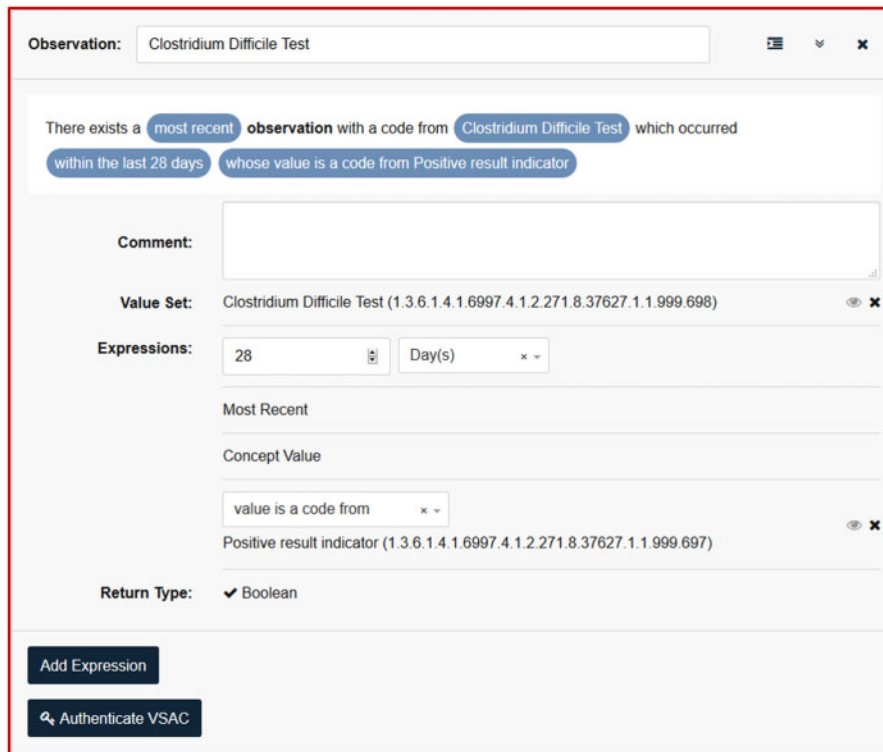 Observation: Clostridium Difficile Test
There exists a most recent observation with a code from Clostridium Difficile Test which occurred
within the last 28 days whose value is a code from Positive result indicator
Comment:
Value Set: Clostridium Difficile Test (1.3.6.1.4.1.6997.4.1.2.271.8.37627.1.1.999.698)
Expressions: 28 Day(s)
Most Recent
Concept Value
value is a code from
Positive result indicator (1.3.6.1.4.1.6997.4.1.2.271.8.37627.1.1.999.697)
Return Type: Boolean
Add Expression
Authenticate VSAC